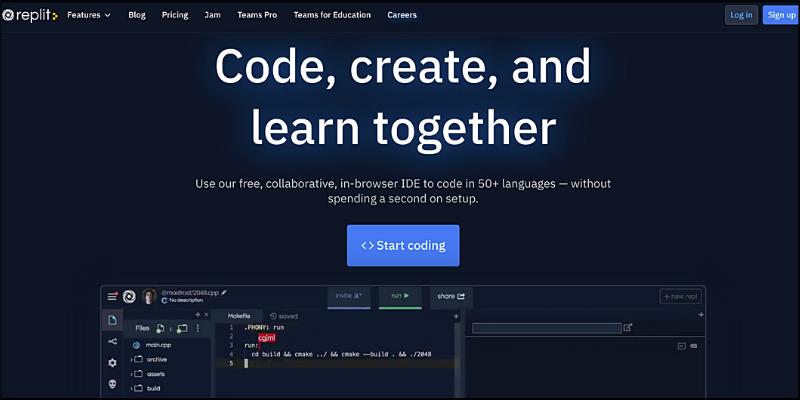 replit Features Blog Pricing Jam Teams Pro Teams for Education Careers Log in Sign up
Code, create, and
learn together
Use our free, collaborative, in-browser IDE to code in 50+ languages — without
spending a second on setup.
<> Start coding
@masfrost/2048.cpp
No description
invite
run
share
+ new repl
Files
main.cpp
archive
assets
build
Makefile
saved
1 .PHONY: run
2 cgjml
3 run:
4 cd build && cmake ../ && cmake --build . && ./2048
5